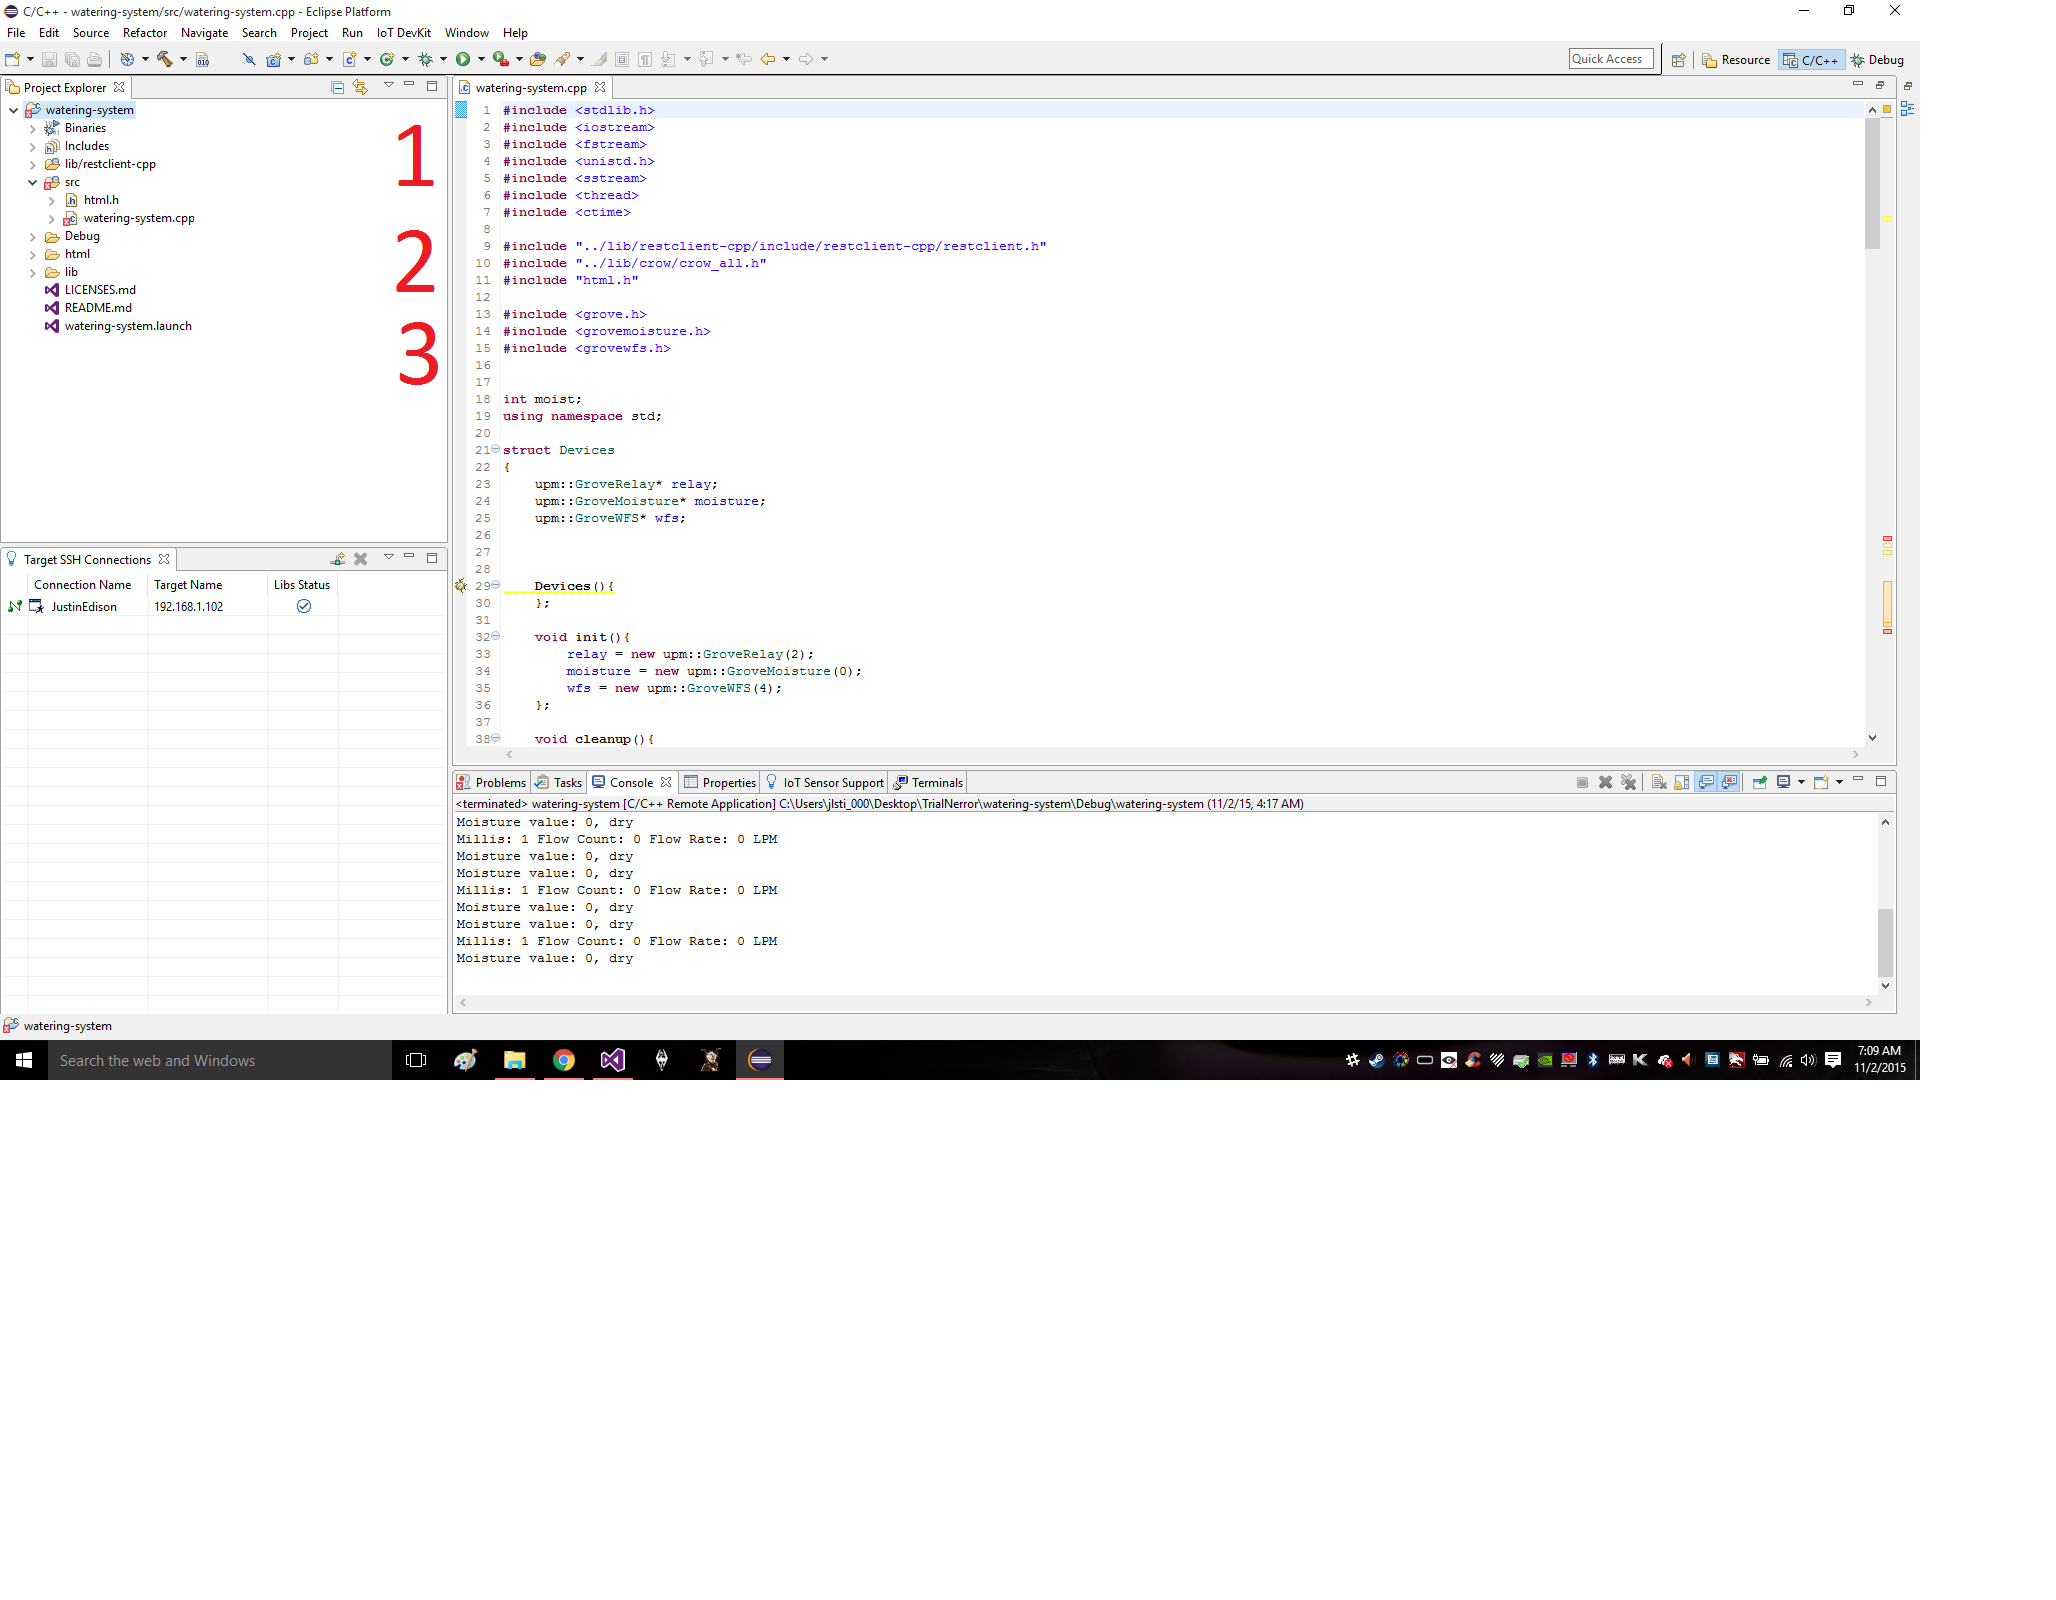 C/C++ - watering-system/src/watering-system.cpp - Eclipse Platform
File Edit Source Refactor Navigate Search Project Run IoT DevKit Window Help
Quick Access Resource C/C++ Debug
Project Explorer
watering-system
Binaries
Includes
lib/restclient-cpp
src
html.h
watering-system.cpp
Debug
html
lib
LICENSES.md
README.md
watering-system.launch
1
2
3
Target SSH Connections
Connection Name Target Name Libs Status
JustinEdison 192.168.1.102
watering-system.cpp
1 #include <stdlib.h>
2 #include <iostream>
3 #include <fstream>
4 #include <unistd.h>
5 #include <sstream>
6 #include <thread>
7 #include <ctime>
8
9 #include "../lib/restclient-cpp/include/restclient-cpp/restclient.h"
10 #include "../lib/crow/crow_all.h"
11 #include "html.h"
12
13 #include <grove.h>
14 #include <grovemoisture.h>
15 #include <grovewfs.h>
16
17
18 int moist;
19 using namespace std;
20
21 struct Devices
22 {
23 upm::GroveRelay* relay;
24 upm::GroveMoisture* moisture;
25 upm::GroveWFS* wfs;
26
27
28
29 Devices(){
30 };
31
32 void init(){
33 relay = new upm::GroveRelay(2);
34 moisture = new upm::GroveMoisture(0);
35 wfs = new upm::GroveWFS(4);
36 };
37
38 void cleanup(){
Problems Tasks Console Properties IoT Sensor Support Terminals
<terminated> watering-system [C/C++ Remote Application] C:\Users\jlsti_000\Desktop\TrialNerror\watering-system\Debug\watering-system (11/2/15, 4:17 AM)
Moisture value: 0, dry
Millis: 1 Flow Count: 0 Flow Rate: 0 LPM
Moisture value: 0, dry
Moisture value: 0, dry
Millis: 1 Flow Count: 0 Flow Rate: 0 LPM
Moisture value: 0, dry
Moisture value: 0, dry
Millis: 1 Flow Count: 0 Flow Rate: 0 LPM
Moisture value: 0, dry
watering-system
Search the web and Windows
7:09 AM
11/2/2015